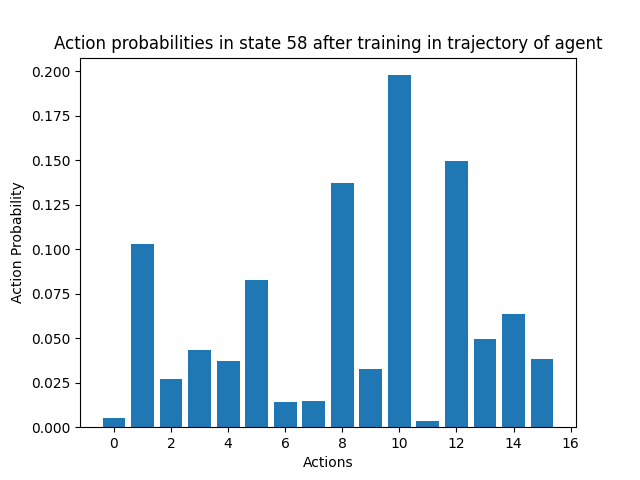 Action probabilities in state 58 after training in trajectory of agent
0.200
0.175
0.150
0.125
0.100
0.075
0.050
0.025
0.000
Action Probability
0 2 4 6 8 10 12 14 16
Actions